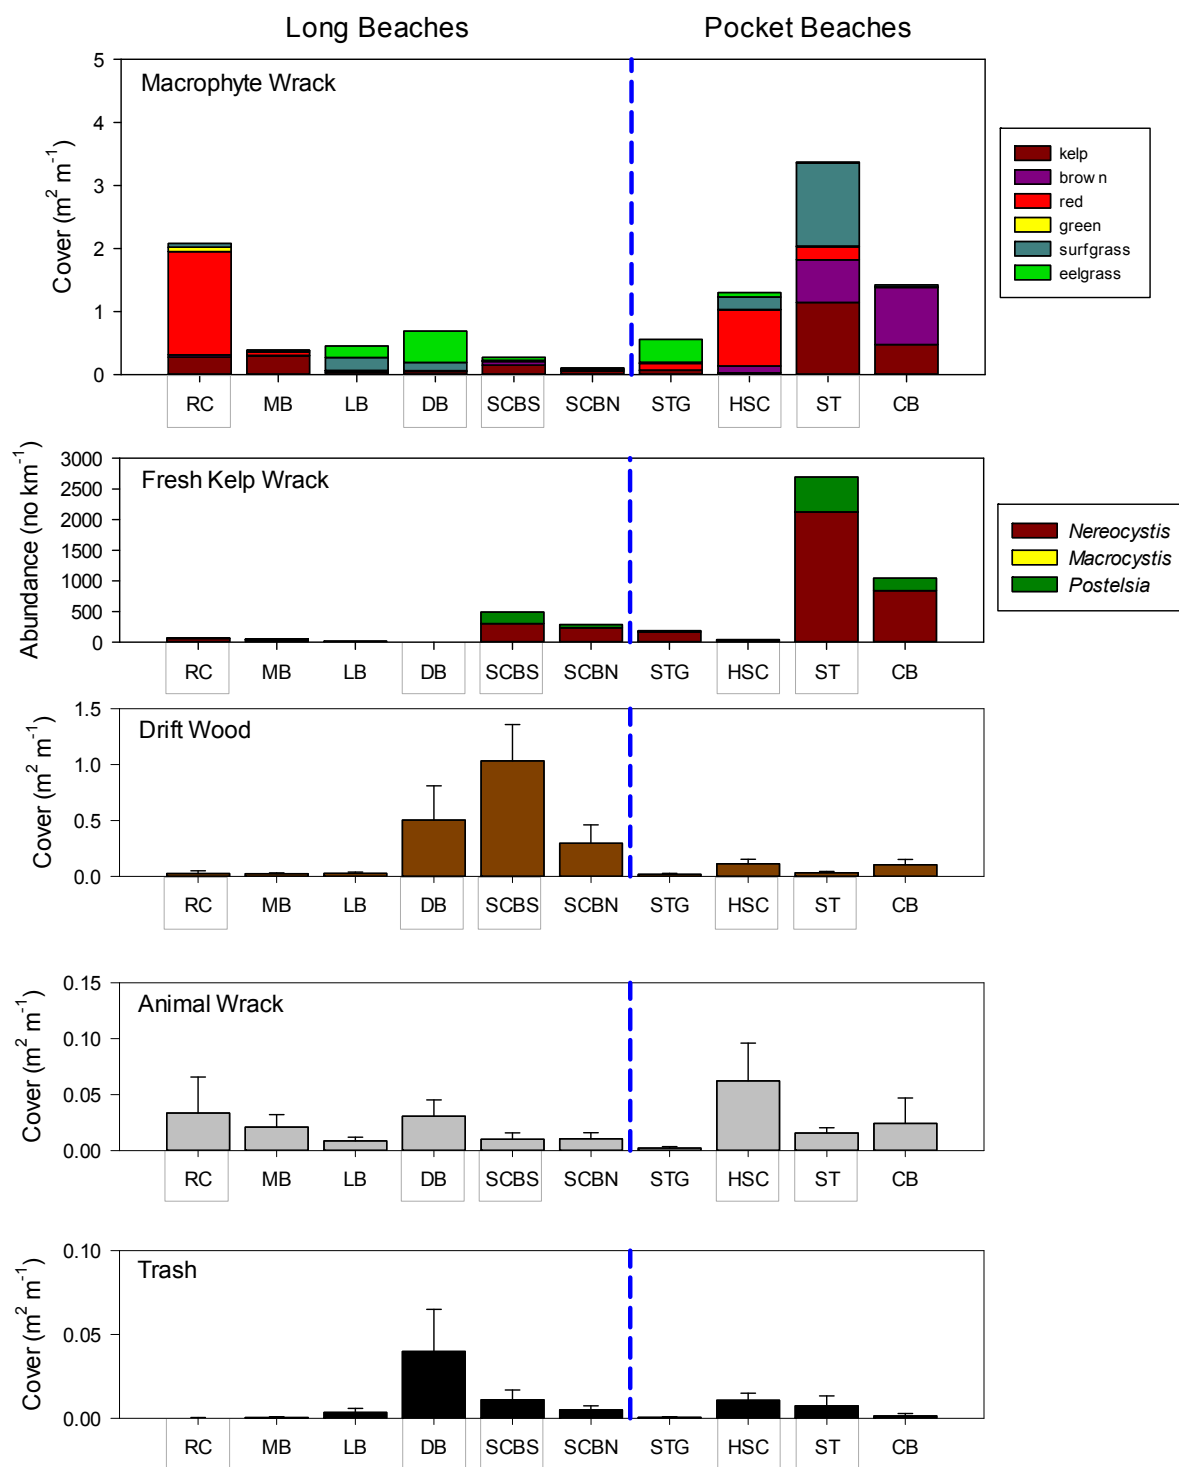 Long Beaches Pocket Beaches
Macrophyte Wrack
Cover (m² m⁻¹)
5
4
3
2
1
0
RC MB LB DB SCBS SCBN STG HSC ST CB
kelp
brown
red
green
surfgrass
eelgrass
Fresh Kelp Wrack
Abundance (no km⁻¹)
3000
2500
2000
1500
1000
500
0
RC MB LB DB SCBS SCBN STG HSC ST CB
Nereocystis
Macrocystis
Postelsia
Drift Wood
Cover (m² m⁻¹)
1.5
1.0
0.5
0.0
RC MB LB DB SCBS SCBN STG HSC ST CB
Animal Wrack
Cover (m² m⁻¹)
0.15
0.10
0.05
0.00
RC MB LB DB SCBS SCBN STG HSC ST CB
Trash
Cover (m² m⁻¹)
0.10
0.05
0.00
RC MB LB DB SCBS SCBN STG HSC ST CB